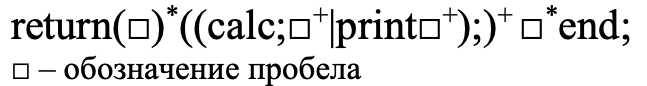 return(□)*((calc;□⁺|print□⁺);)⁺ □*end;
□ – обозначение пробела